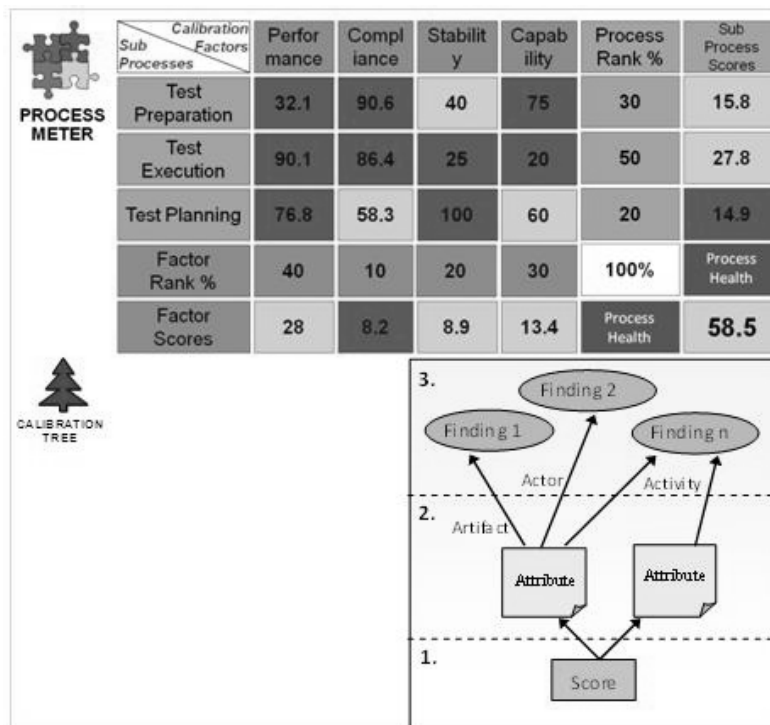 PROCESS
METER
Calibration
Factors
Sub
Processes
Perfor
mance
Compl
iance
Stabilit
y
Capab
ility
Process
Rank %
Sub
Process
Scores
Test
Preparation
32.1
90.6
40
75
30
15.8
Test
Execution
90.1
86.4
25
20
50
27.8
Test Planning
76.8
58.3
100
60
20
14.9
Factor
Rank %
40
10
20
30
100%
Process
Health
Factor
Scores
28
8.2
8.9
13.4
Process
Health
58.5
CALIBRATION
TREE
3.
Finding 2
Finding 1
Finding n
Actor
Activity
2.
Artifact
Attribute
Attribute
1.
Score